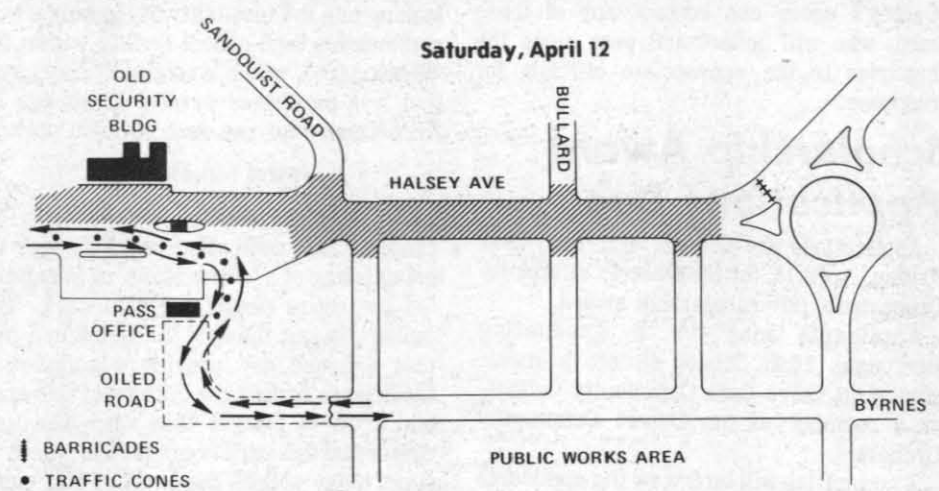 Saturday, April 12
SANDQUIST ROAD
OLD
SECURITY
BLDG
BULLARD
HALSEY AVE
PASS
OFFICE
OILED
ROAD
BYRNES
PUBLIC WORKS AREA
BARRICADES
TRAFFIC CONES